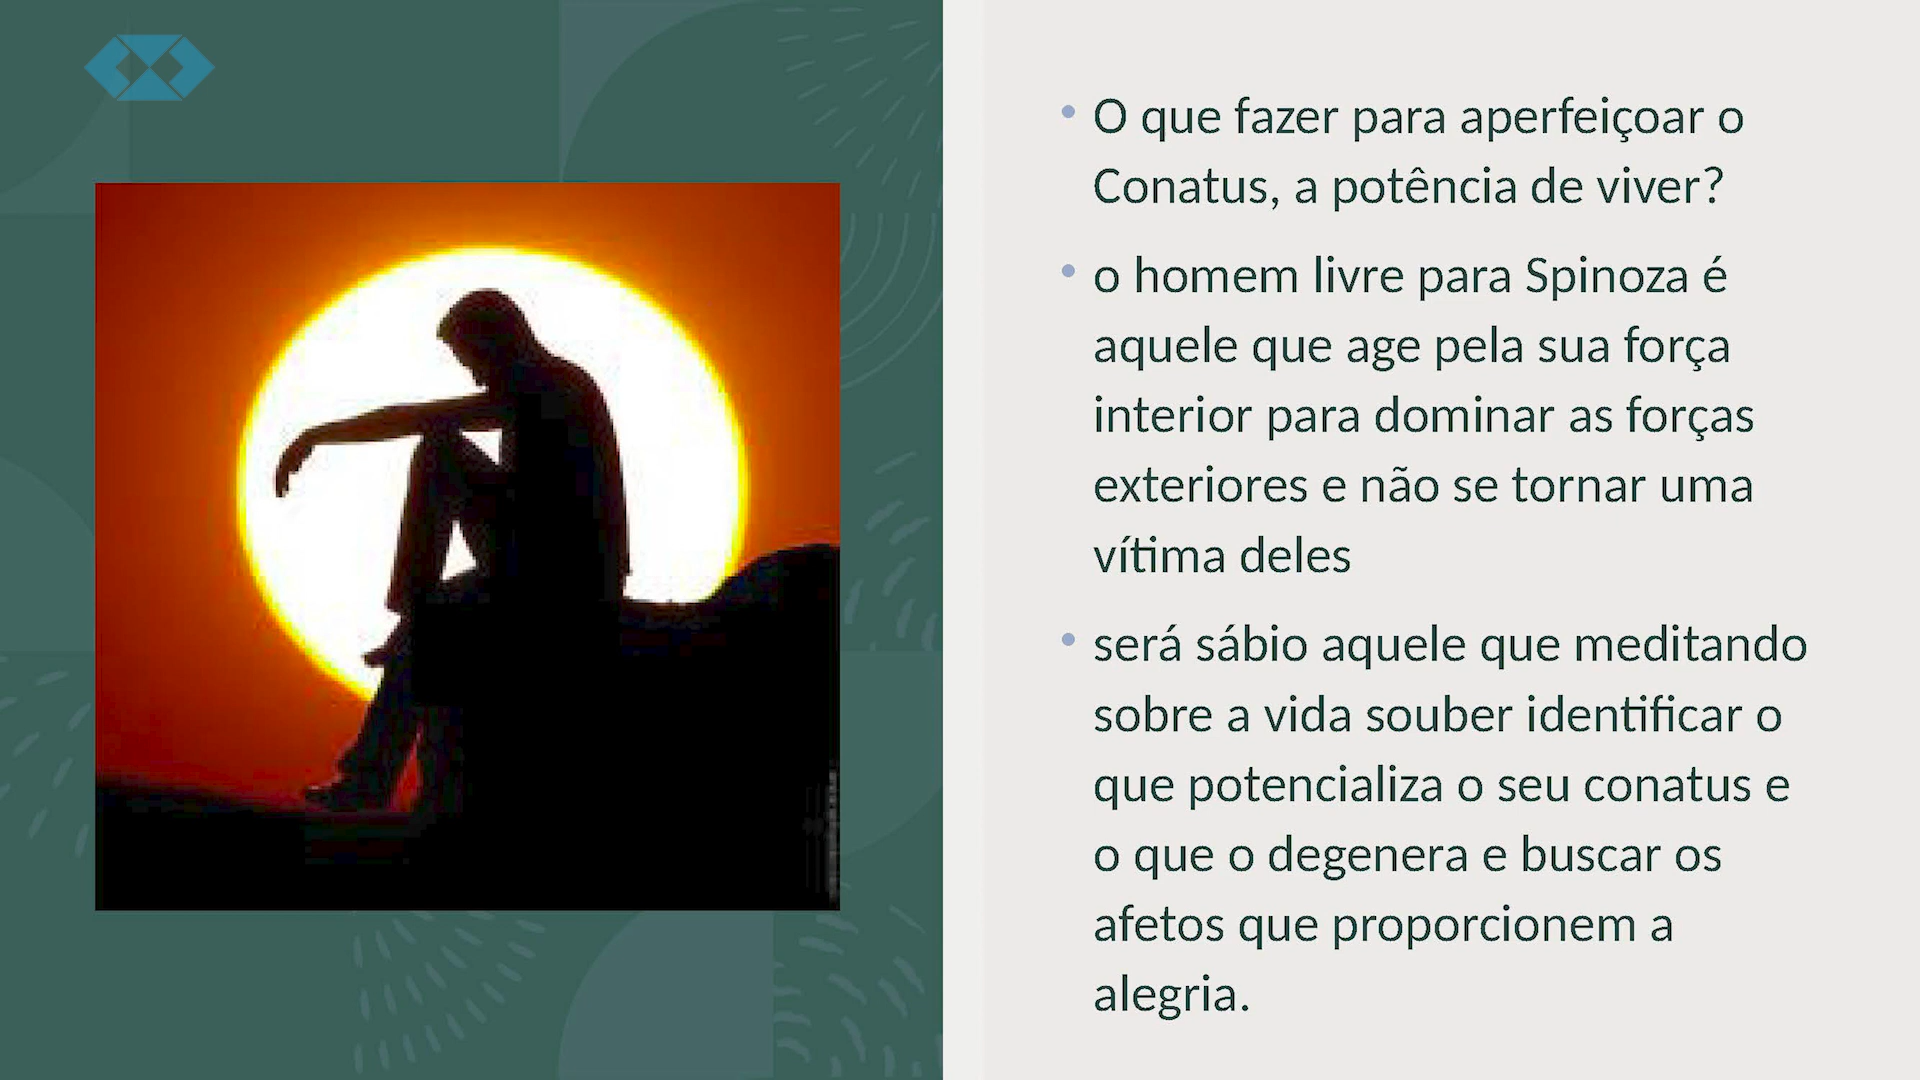 O que fazer para aperfeiçoar o
Conatus, a potência de viver?
o homem livre para Spinoza é
aquele que age pela sua força
interior para dominar as forças
exteriores e não se tornar uma
vítima deles
será sábio aquele que meditando
sobre a vida souber identificar o
que potencializa o seu conatus e
o que o degenera e buscar os
afetos que proporcionem a
alegria.